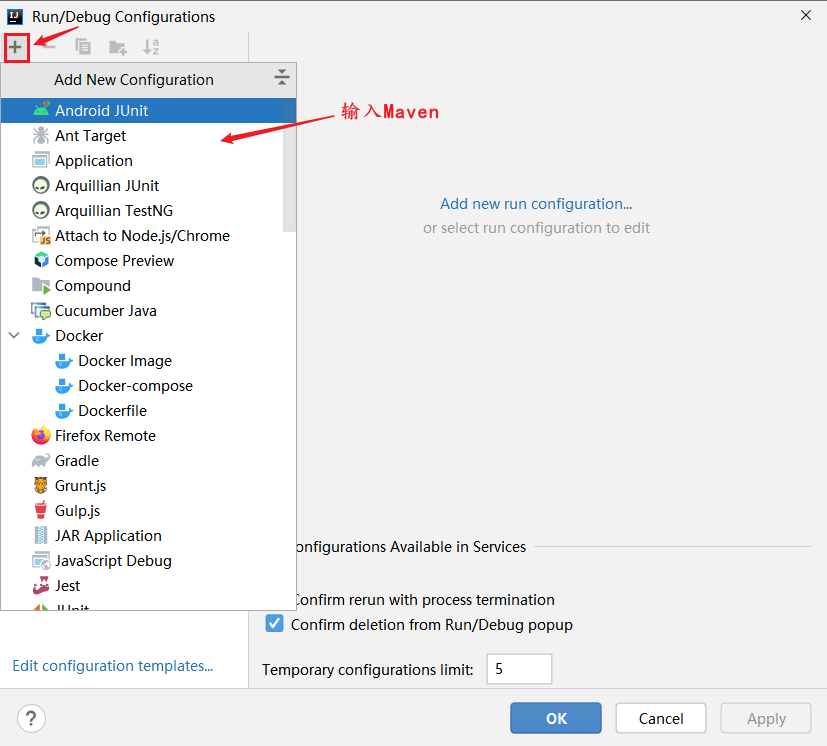 Run/Debug Configurations
Add New Configuration
输入Maven
Android JUnit
Ant Target
Application
Arquillian JUnit
Arquillian TestNG
Attach to Node.js/Chrome
Compose Preview
Compound
Cucumber Java
Docker
Docker Image
Docker-compose
Dockerfile
Firefox Remote
Gradle
Grunt.js
Gulp.js
JAR Application
JavaScript Debug
Jest
JUnit
Add new run configuration...
or select run configuration to edit
onfigurations Available in Services
Confirm rerun with process termination
Confirm deletion from Run/Debug popup
Edit configuration templates...
Temporary configurations limit:
5
?
OK
Cancel
Apply